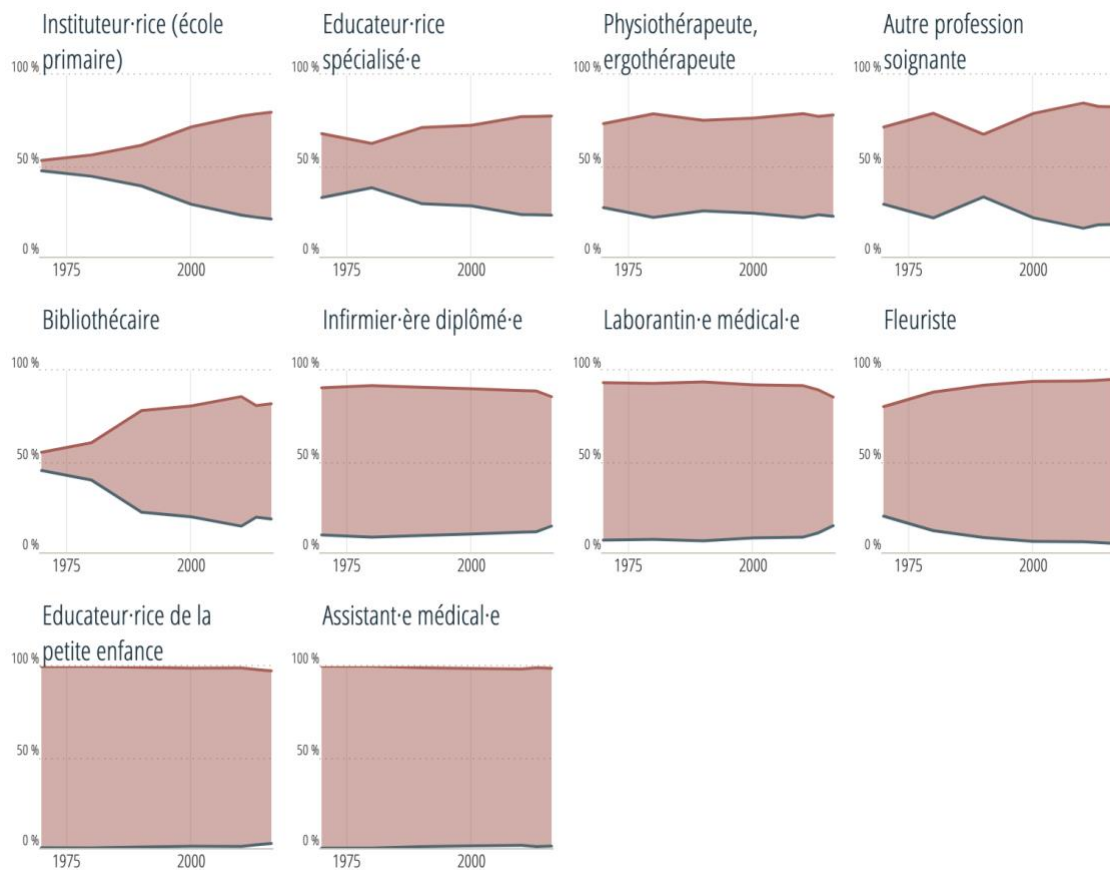 Instituteur·rice (école
primaire)
100 %
50 %
0 %
1975 2000
Educateur·rice
spécialisé·e
100 %
50 %
0 %
1975 2000
Physiothérapeute,
ergothérapeute
100 %
50 %
0 %
1975 2000
Autre profession
soignante
100 %
50 %
0 %
1975 2000
Bibliothécaire
100 %
50 %
0 %
1975 2000
Infirmier·ère diplômé·e
100 %
50 %
0 %
1975 2000
Laborantin·e médical·e
100 %
50 %
0 %
1975 2000
Fleuriste
100 %
50 %
0 %
1975 2000
Educateur·rice de la
petite enfance
100 %
50 %
0 %
1975 2000
Assistant·e médical·e
100 %
50 %
0 %
1975 2000